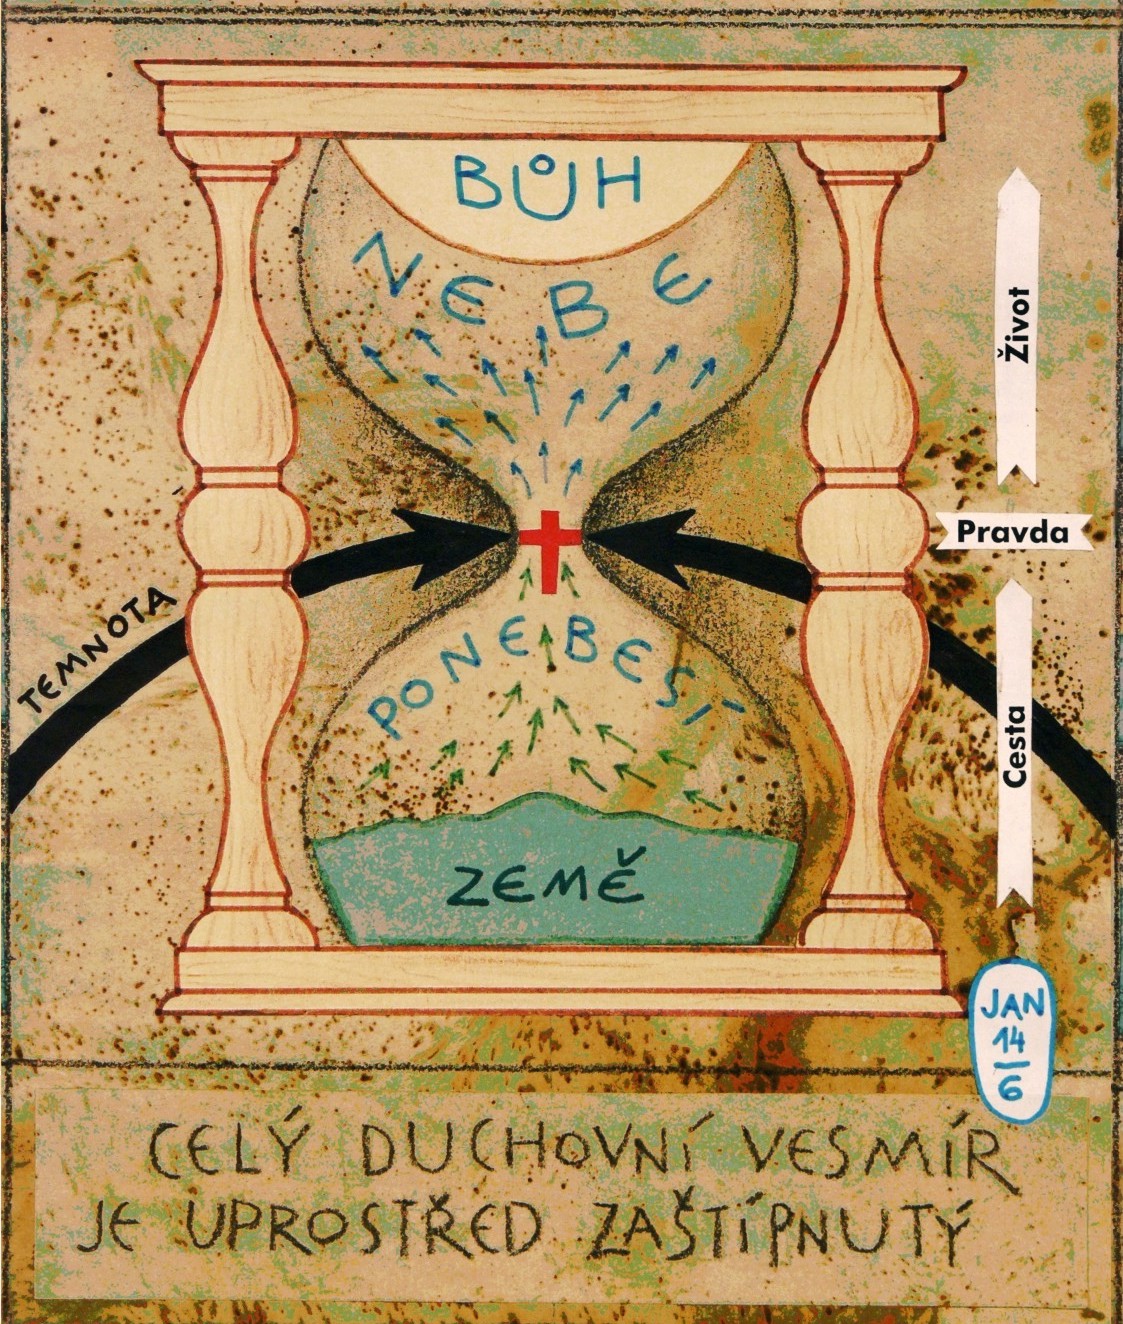 BŮH
NEBE
Život
Pravda
TEMNOTA
PONEBESÍ
Cesta
ZEMĚ
JAN
14
6
CELÝ DUCHOVNÍ VESMÍR
JE UPROSTŘED ZAŠTÍPNUTÝ